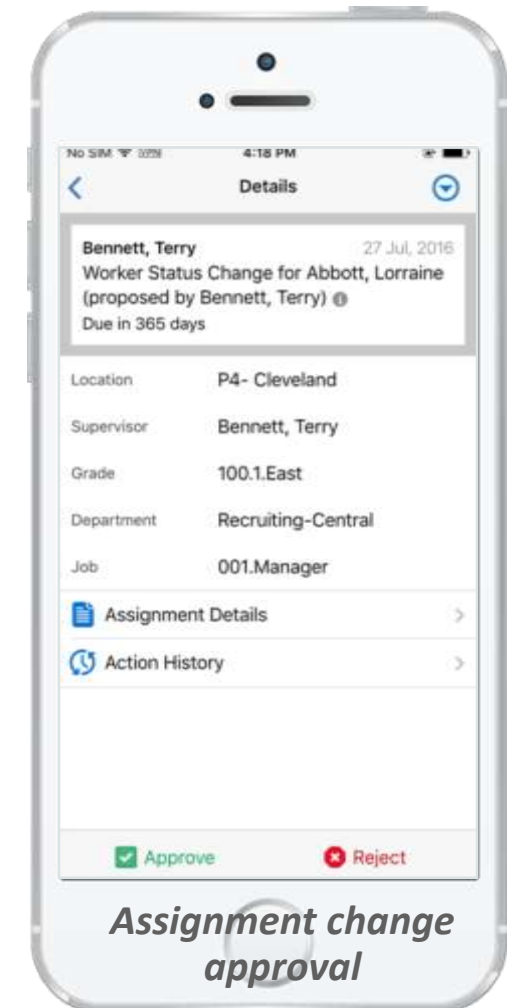 No SIM 4:18 PM
Details
Bennett, Terry 27 Jul, 2016
Worker Status Change for Abbott, Lorraine
(proposed by Bennett, Terry)
Due in 365 days
Location P4- Cleveland
Supervisor Bennett, Terry
Grade 100.1.East
Department Recruiting-Central
Job 001.Manager
Assignment Details
Action History
Approve Reject
Assignment change
approval